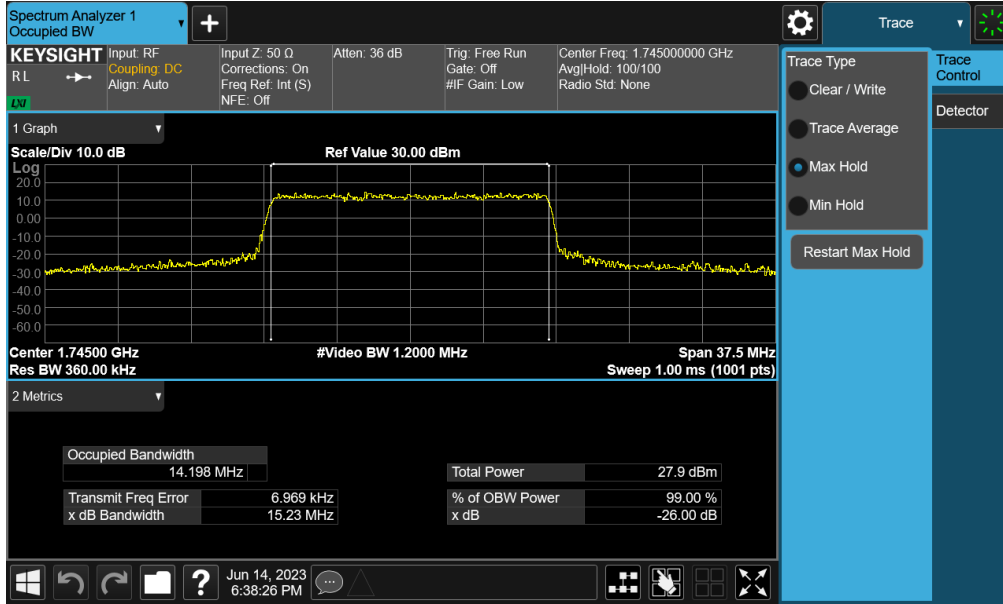 Spectrum Analyzer 1
Occupied BW
Trace
KEYSIGHT
RL
LXI
Input: RF
Coupling: DC
Align: Auto
Input Z: 50 Ω
Corrections: On
Freq Ref: Int (S)
NFE: Off
Atten: 36 dB
Trig: Free Run
Gate: Off
#IF Gain: Low
Center Freq: 1.745000000 GHz
Avg|Hold: 100/100
Radio Std: None
Trace Type
Clear / Write
Trace Average
Max Hold
Min Hold
Restart Max Hold
Trace
Control
Detector
1 Graph
Scale/Div 10.0 dB
Ref Value 30.00 dBm
Log
20.0
10.0
0.00
-10.0
-20.0
-30.0
-40.0
-50.0
-60.0
Center 1.74500 GHz
#Video BW 1.2000 MHz
Span 37.5 MHz
Res BW 360.00 kHz
Sweep 1.00 ms (1001 pts)
2 Metrics
Occupied Bandwidth
14.198 MHz
Total Power 27.9 dBm
Transmit Freq Error 6.969 kHz
% of OBW Power 99.00 %
x dB Bandwidth 15.23 MHz
x dB -26.00 dB
?
Jun 14, 2023
6:38:26 PM